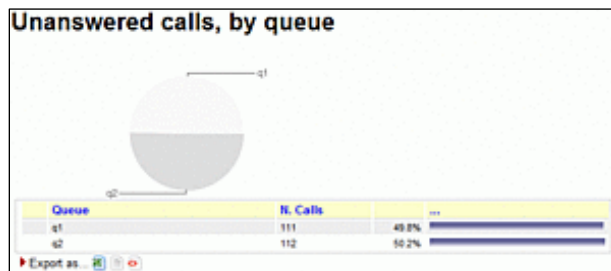 Unanswered calls, by queue
q1
q2
Queue N. Calls ...
q1 111 49.8%
q2 112 50.2%
Export as...